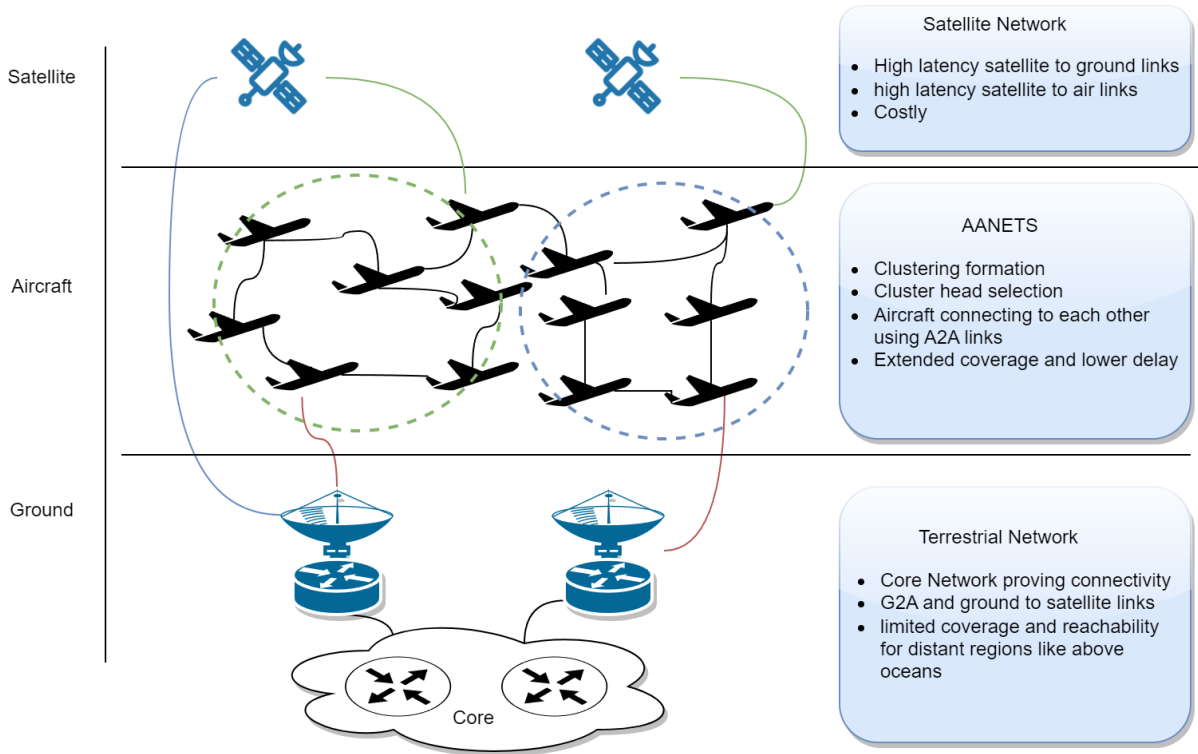 Satellite
Satellite Network
• High latency satellite to ground links
• high latency satellite to air links
• Costly
Aircraft
AANETS
• Clustering formation
• Cluster head selection
• Aircraft connecting to each other
using A2A links
• Extended coverage and lower delay
Ground
Terrestrial Network
• Core Network proving connectivity
• G2A and ground to satellite links
• limited coverage and reachability
for distant regions like above
oceans
Core